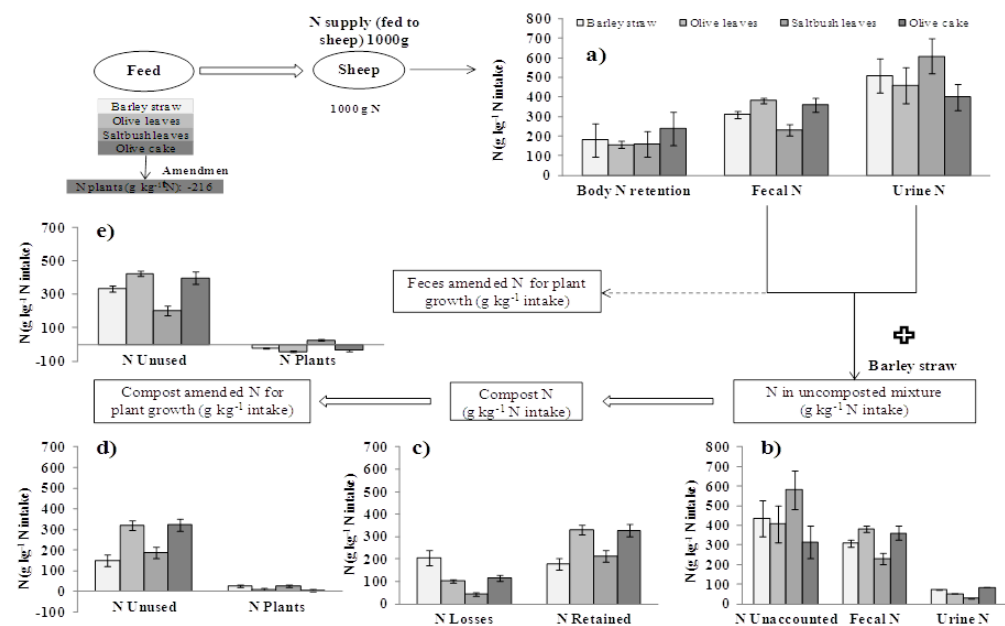 N supply (fed to
sheep) 1000g
Feed
Sheep
1000 g N
Barley straw
Olive leaves
Saltbush leaves
Olive cake
Amendmen
N plants (g kg⁻¹ N): -216
a)
Barley straw
Olive leaves
Saltbush leaves
Olive cake
N (g kg⁻¹ N intake)
800
700
600
500
400
300
200
100
0
Body N retention
Fecal N
Urine N
e)
N (g kg⁻¹ N intake)
700
500
300
100
-100
N Unused
N Plants
Feces amended N for plant
growth (g kg⁻¹ intake)
Barley straw
Compost amended N for
plant growth (g kg⁻¹ intake)
Compost N
(g kg⁻¹ N intake)
N in uncomposted mixture
(g kg⁻¹ N intake)
d)
N (g kg⁻¹ N intake)
700
600
500
400
300
200
100
0
-100
N Unused
N Plants
c)
N (g kg⁻¹ N intake)
700
600
500
400
300
200
100
0
N Losses
N Retained
b)
N (g kg⁻¹ N intake)
800
700
600
500
400
300
200
100
0
N Unaccounted
Fecal N
Urine N